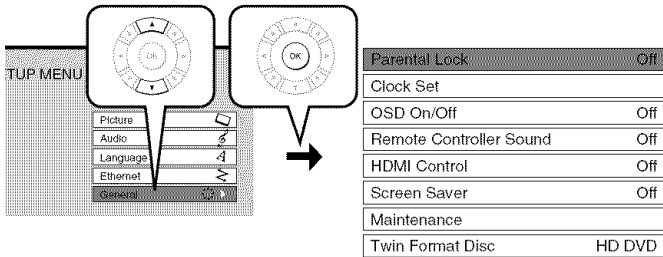 OK
OK
TUP MENU
Picture
Audio
Language
Ethernet
General
Parental Lock Off
Clock Set
OSD On/Off Off
Remote Controller Sound Off
HDMI Control Off
Screen Saver Off
Maintenance
Twin Format Disc HD DVD